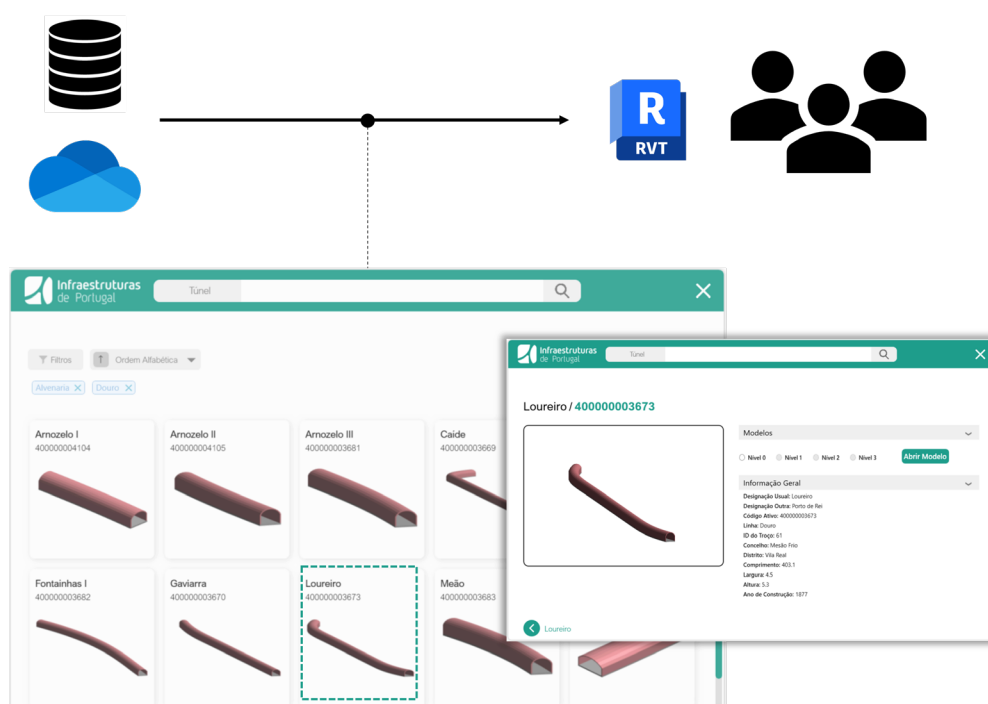 R
RVT
Infraestruturas
de Portugal
Túnel
Filtros
Ordem Alfabética
Alvenaria
Douro
Arnozelo I
400000004104
Arnozelo II
400000004105
Arnozelo III
400000003681
Caide
400000003669
Fontainhas I
400000003682
Gaviarra
400000003670
Loureiro
400000003673
Meão
400000003683
Infraestruturas
de Portugal
Túnel
Loureiro / 400000003673
Modelos
Nível 0 Nível 1 Nível 2 Nível 3 Abrir Modelo
Informação Geral
Designação Usual: Loureiro
Designação Outra: Porto de Rei
Código Ativo: 400000003673
Linha: Douro
ID do Troço: 61
Concelho: Mesão Frio
Distrito: Vila Real
Comprimento: 403.1
Largura: 4.5
Altura: 5.3
Ano de Construção: 1877
Loureiro